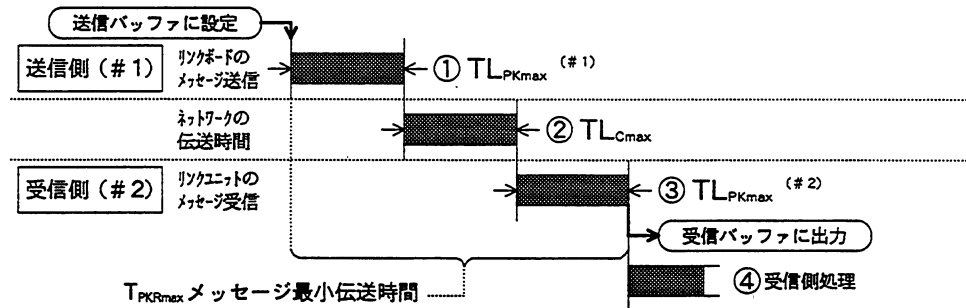 送信バッファに設定
送信側（＃1）
リンクボードの
メッセージ送信
① TLPKmax （＃1）
ネットワークの
伝送時間
② TLCmax
受信側（＃2）
リンクユニットの
メッセージ受信
③ TLPKmax （＃2）
受信バッファに出力
④受信側処理
TPKRmax メッセージ最小伝送時間